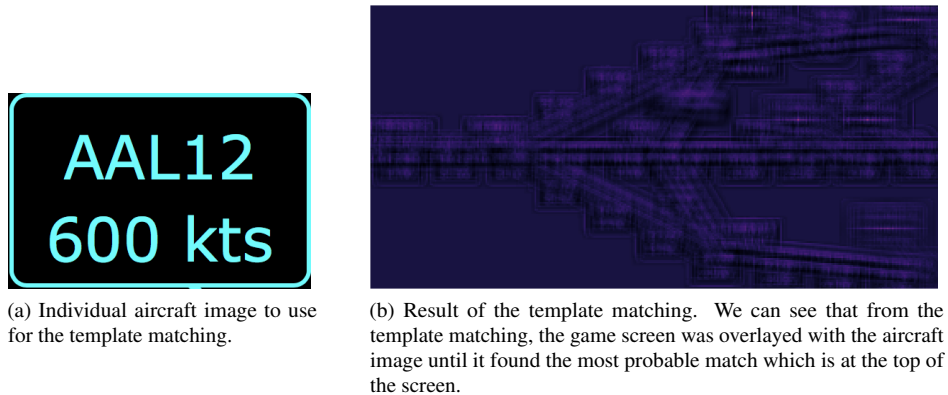 AAL12
600 kts
(a) Individual aircraft image to use
for the template matching.
(b) Result of the template matching. We can see that from the
template matching, the game screen was overlayed with the aircraft
image until it found the most probable match which is at the top of
the screen.